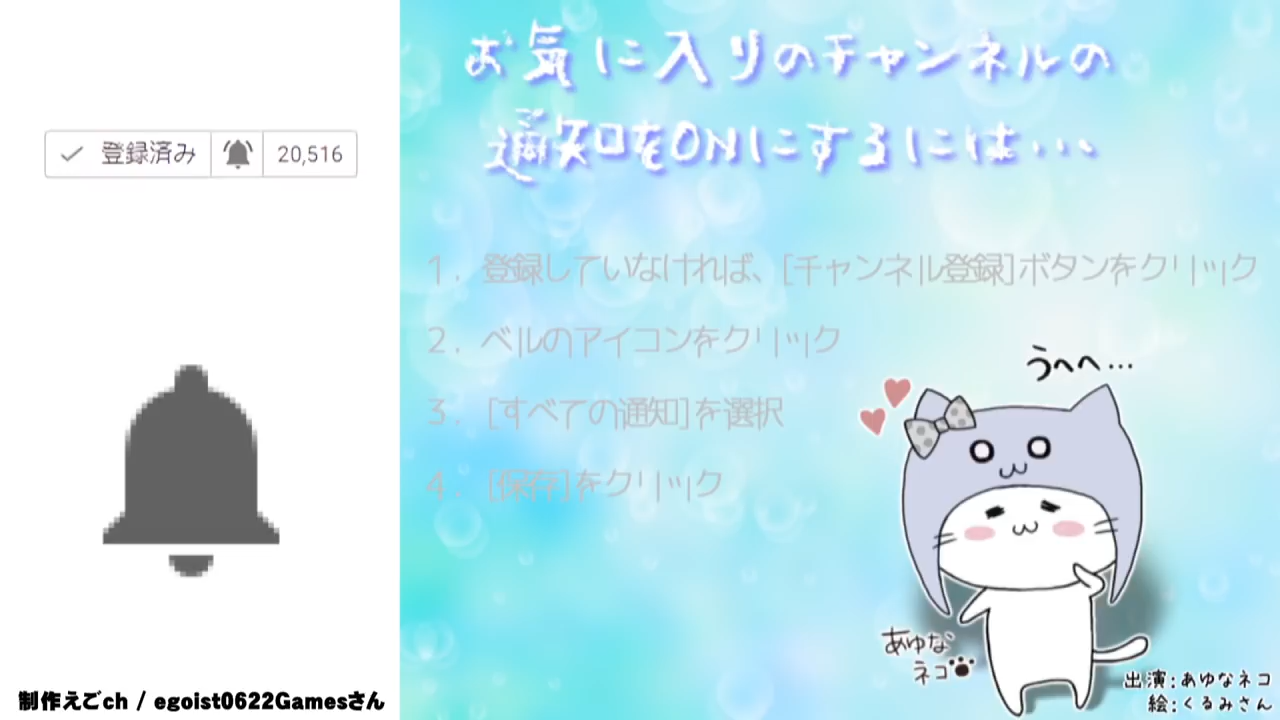 お気に入りのチャンネルの
通知をONにするには...
登録済み 20,516
1. 登録していなければ、[チャンネル登録]ボタンをクリック
2. ベルのアイコンをクリック
3. [すべての通知]を選択
4. [保存]をクリック
うへへ...
あゆな
ネコ
出演:あゆなネコ
絵:くるみさん
制作えごch / egoist0622Gamesさん